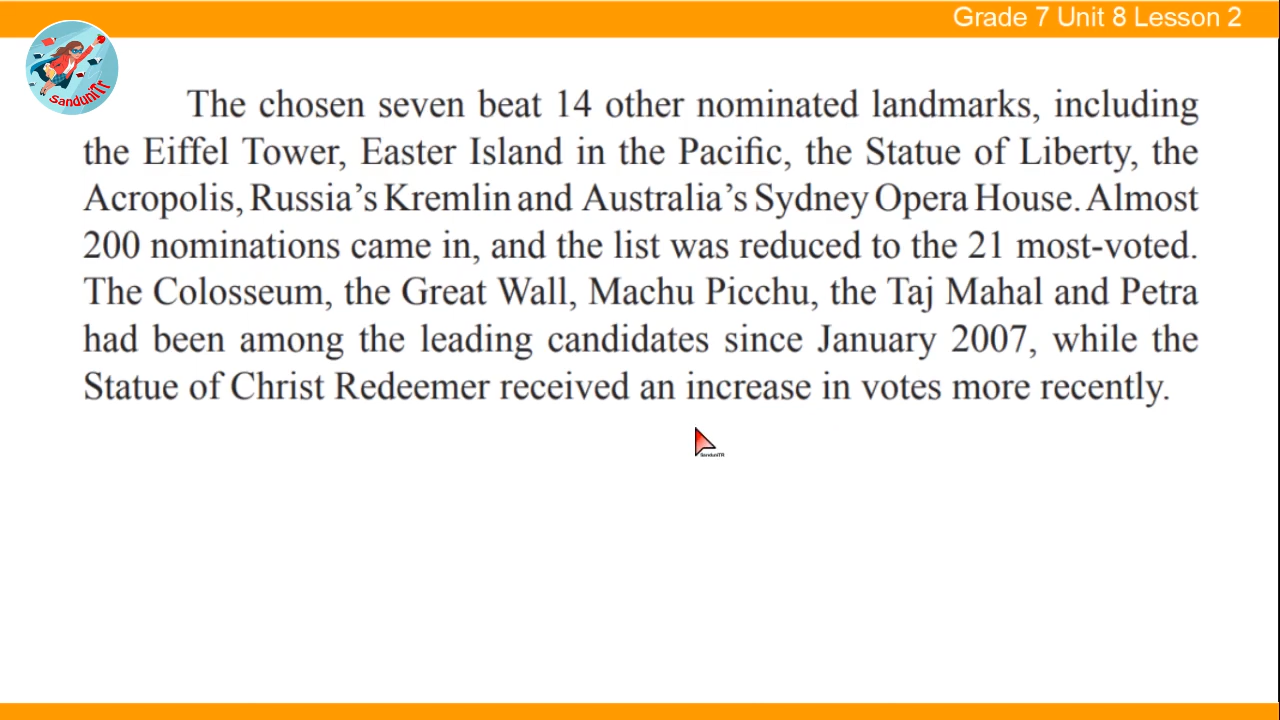 Grade 7 Unit 8 Lesson 2
SanduniTr
The chosen seven beat 14 other nominated landmarks, including
the Eiffel Tower, Easter Island in the Pacific, the Statue of Liberty, the
Acropolis, Russia’s Kremlin and Australia’s Sydney Opera House. Almost
200 nominations came in, and the list was reduced to the 21 most-voted.
The Colosseum, the Great Wall, Machu Picchu, the Taj Mahal and Petra
had been among the leading candidates since January 2007, while the
Statue of Christ Redeemer received an increase in votes more recently.
SanduniTR